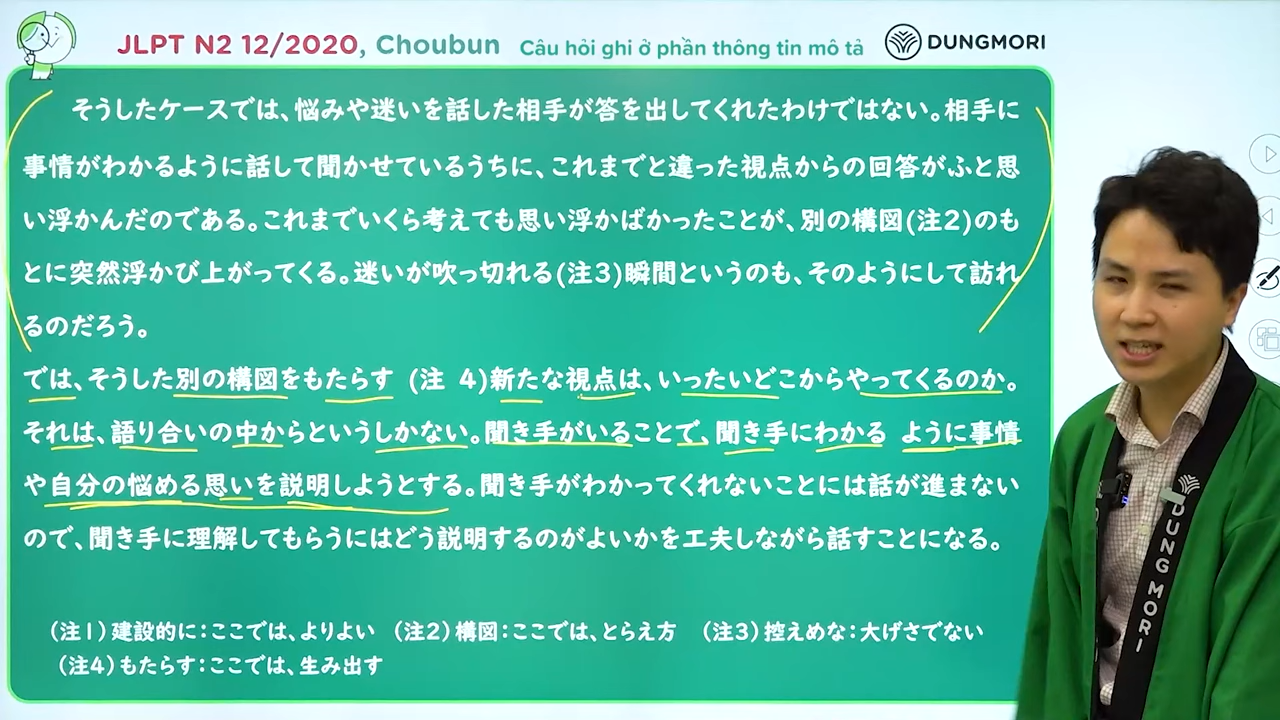 JLPT N2 12/2020, Choubun Câu hỏi ghi ở phần thông tin mô tả DUNGMORI
そうしたケースでは、悩みや迷いを話した相手が答を出してくれたわけではない。相手に
事情がわかるように話して聞かせているうちに、これまでと違った視点からの回答がふと思
い浮かんだのである。これまでいくら考えても思い浮かばかったことが、別の構図(注2)のも
とに突然浮かび上がってくる。迷いが吹っ切れる(注3)瞬間というのも、そのようにして訪れ
るのだろう。
では、そうした別の構図をもたらす (注 4)新たな視点は、いったいどこからやってくるのか。
それは、語り合いの中からというしかない。聞き手がいることで、聞き手にわかる ように事情
や自分の悩める思いを説明しようとする。聞き手がわかってくれないことには話が進まない
ので、聞き手に理解してもらうにはどう説明するのがよいかを工夫しながら話すことになる。
(注1)建設的に：ここでは、よりよい (注2)構図：ここでは、とらえ方 (注3)控えめな：大げさでない
(注4)もたらす：ここでは、生み出す
DUNG MORI